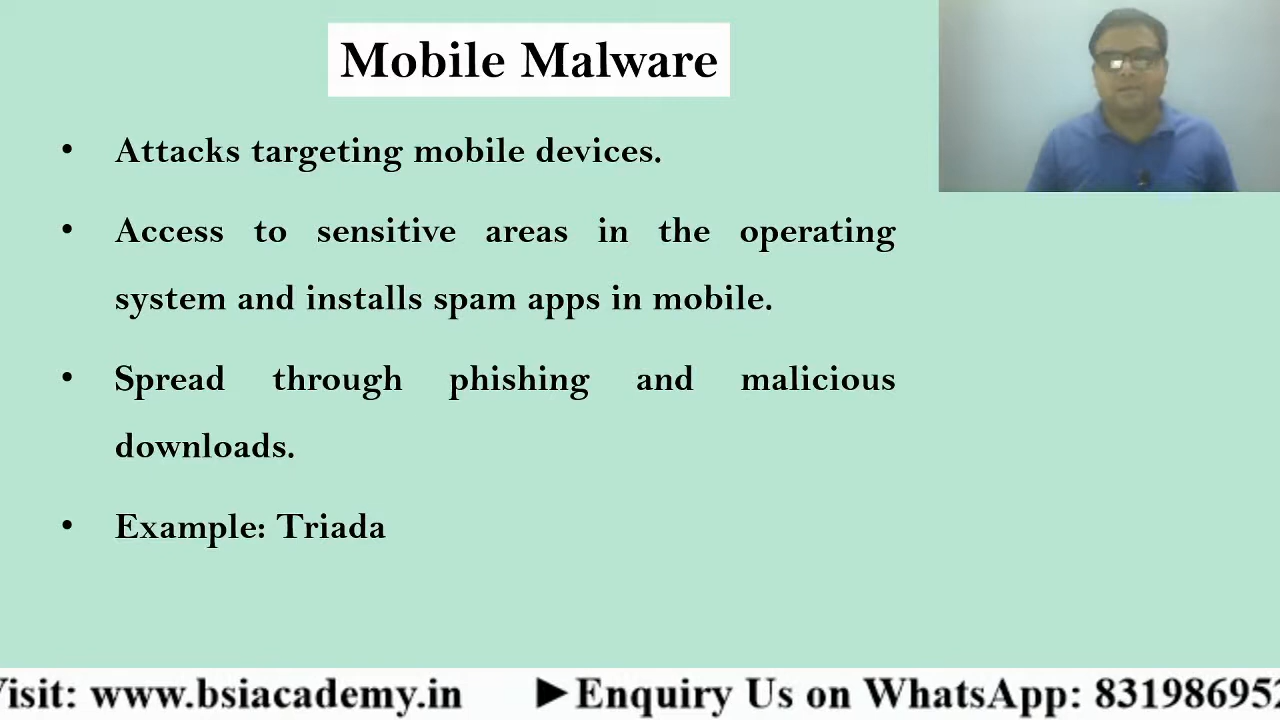 Mobile Malware
• Attacks targeting mobile devices.
• Access to sensitive areas in the operating
system and installs spam apps in mobile.
• Spread through phishing and malicious
downloads.
• Example: Triada
Visit: www.bsiacademy.in ►Enquiry Us on WhatsApp: 83198695